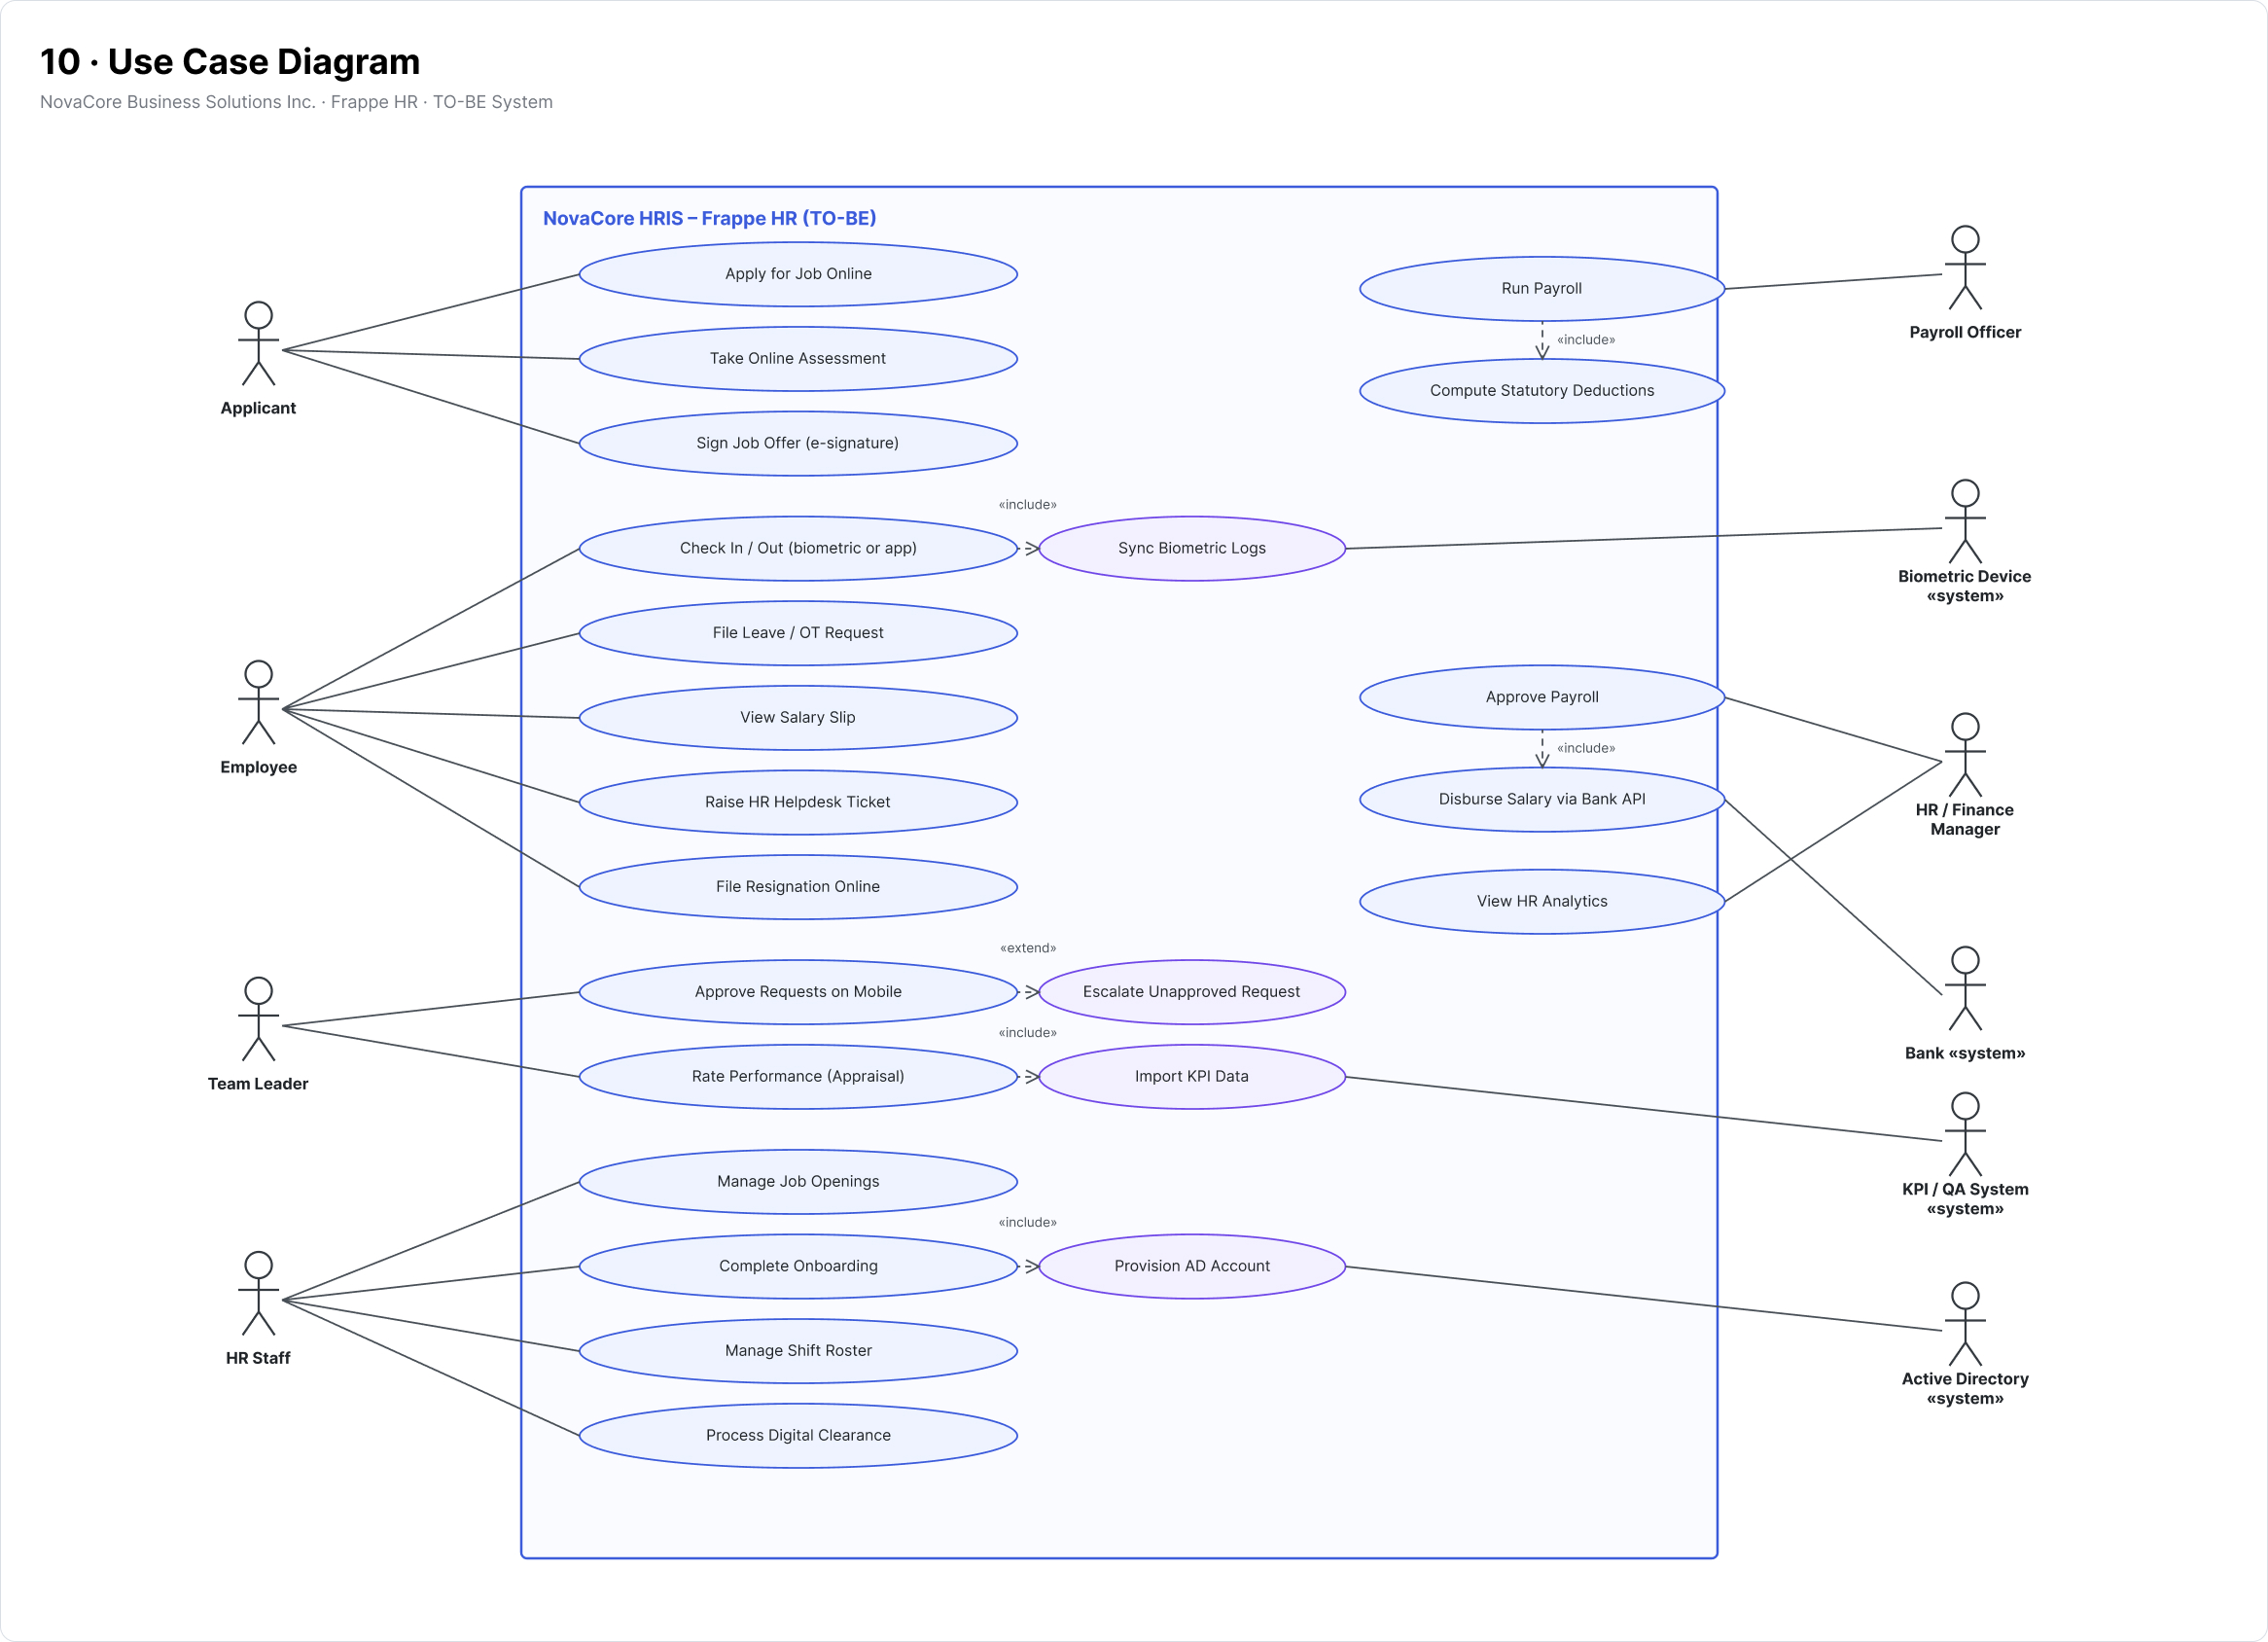 10 · Use Case Diagram
NovaCore Business Solutions Inc. · Frappe HR · TO-BE System
NovaCore HRIS – Frappe HR (TO-BE)
Apply for Job Online
Take Online Assessment
Sign Job Offer (e-signature)
Applicant
Run Payroll
«include»
Compute Statutory Deductions
Payroll Officer
«include»
Check In / Out (biometric or app)
Sync Biometric Logs
Biometric Device
«system»
File Leave / OT Request
View Salary Slip
Raise HR Helpdesk Ticket
File Resignation Online
Employee
Approve Payroll
«include»
Disburse Salary via Bank API
View HR Analytics
HR / Finance
Manager
«extend»
Approve Requests on Mobile
Escalate Unapproved Request
«include»
Rate Performance (Appraisal)
Import KPI Data
Team Leader
Bank «system»
KPI / QA System
«system»
Manage Job Openings
«include»
Complete Onboarding
Provision AD Account
Manage Shift Roster
Process Digital Clearance
HR Staff
Active Directory
«system»